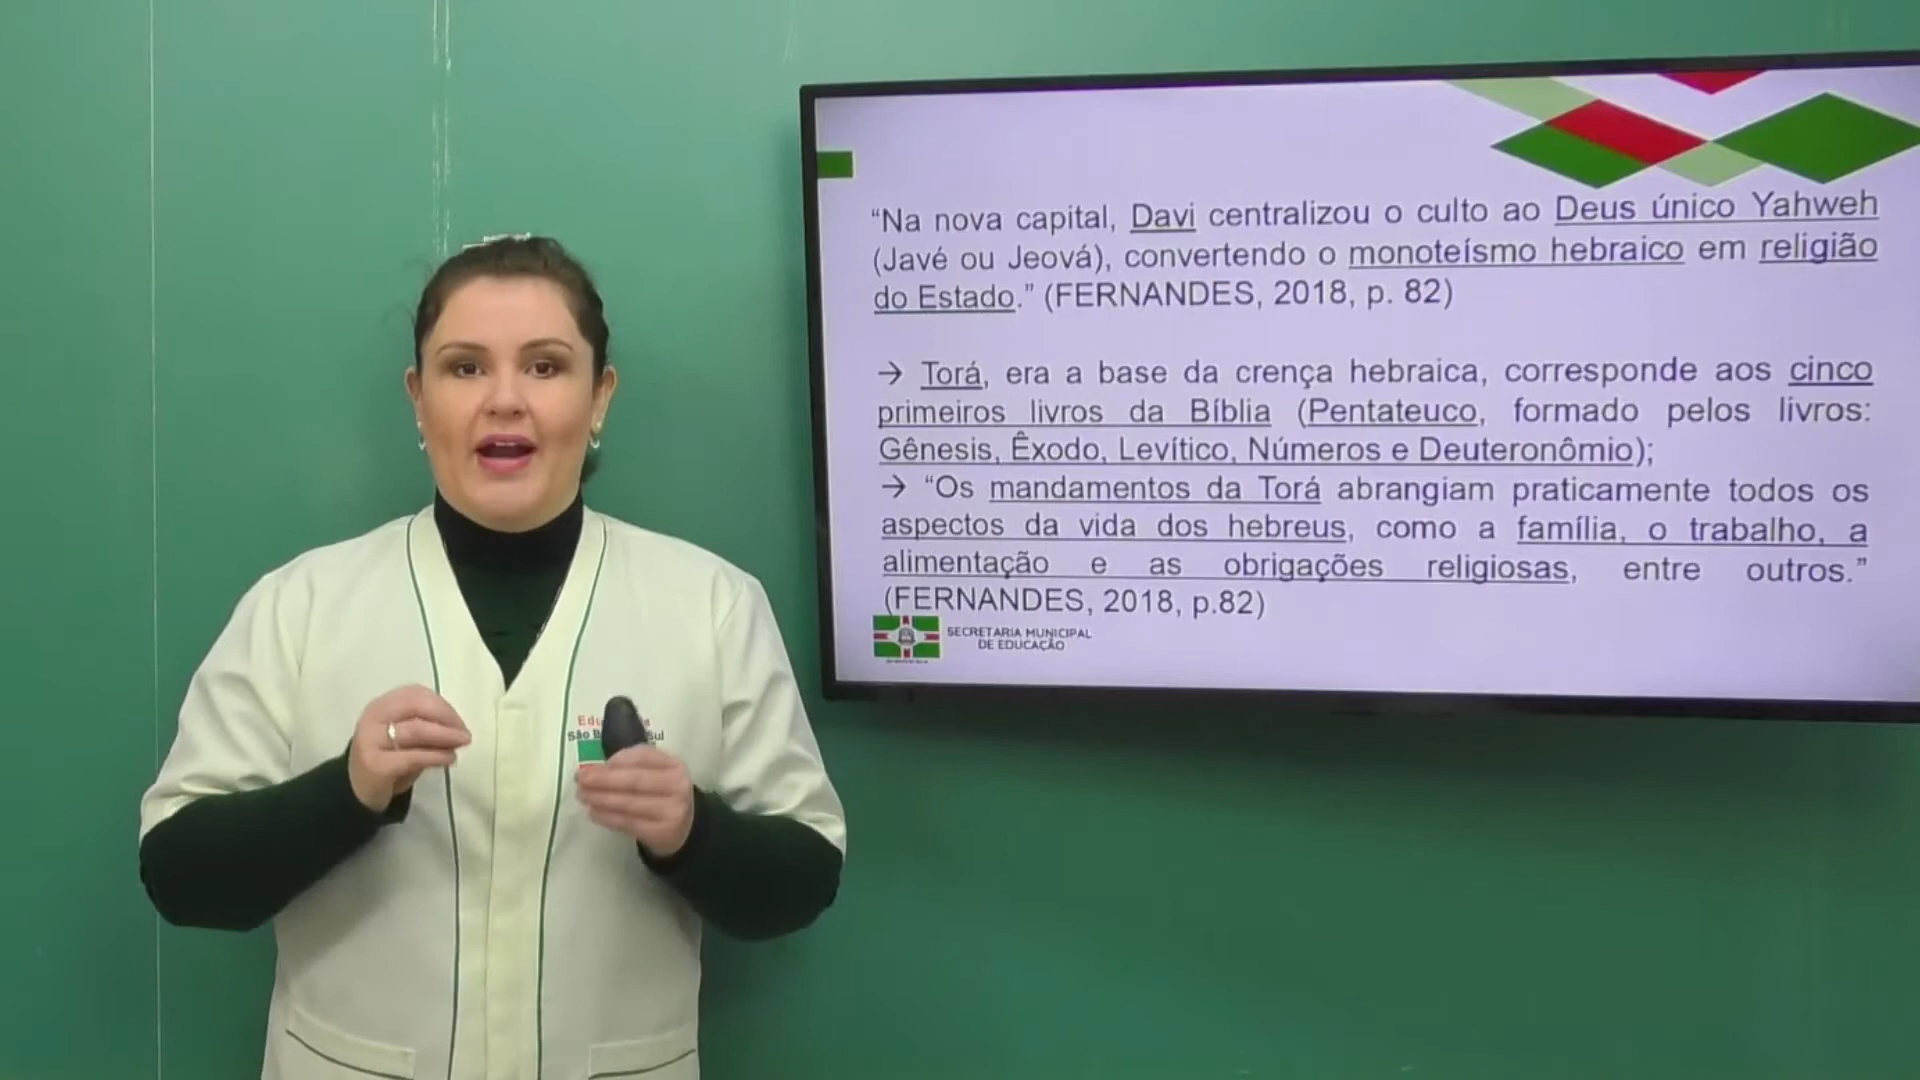 “Na nova capital, Davi centralizou o culto ao Deus único Yahweh
(Javé ou Jeová), convertendo o monoteísmo hebraico em religião
do Estado.” (FERNANDES, 2018, p. 82)
→ Torá, era a base da crença hebraica, corresponde aos cinco
primeiros livros da Bíblia (Pentateuco, formado pelos livros:
Gênesis, Êxodo, Levítico, Números e Deuteronômio);
→ “Os mandamentos da Torá abrangiam praticamente todos os
aspectos da vida dos hebreus, como a família, o trabalho, a
alimentação e as obrigações religiosas, entre outros.”
(FERNANDES, 2018, p.82)
SECRETARIA MUNICIPAL
DE EDUCAÇÃO
São B Sul